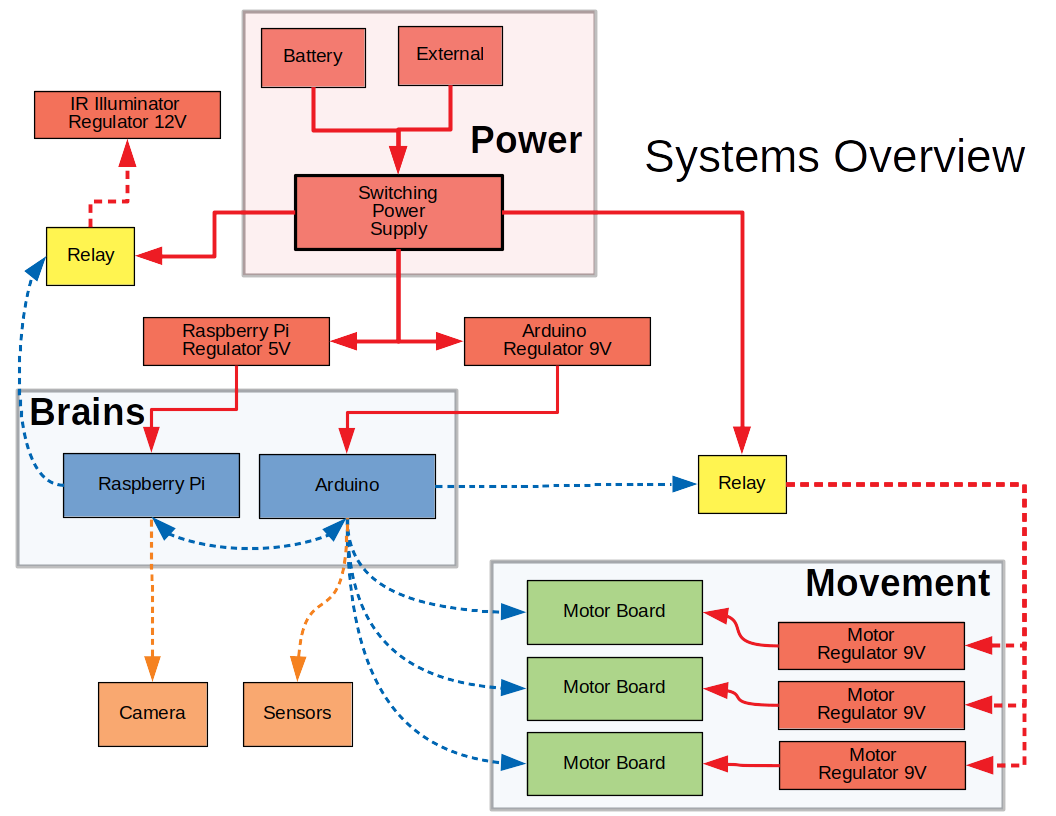 Battery
External
IR Illuminator
Regulator 12V
Power
Systems Overview
Switching
Power
Supply
Relay
Raspberry Pi
Regulator 5V
Arduino
Regulator 9V
Brains
Raspberry Pi
Arduino
Relay
Movement
Motor Board
Motor
Regulator 9V
Motor Board
Motor
Regulator 9V
Camera
Sensors
Motor Board
Motor
Regulator 9V